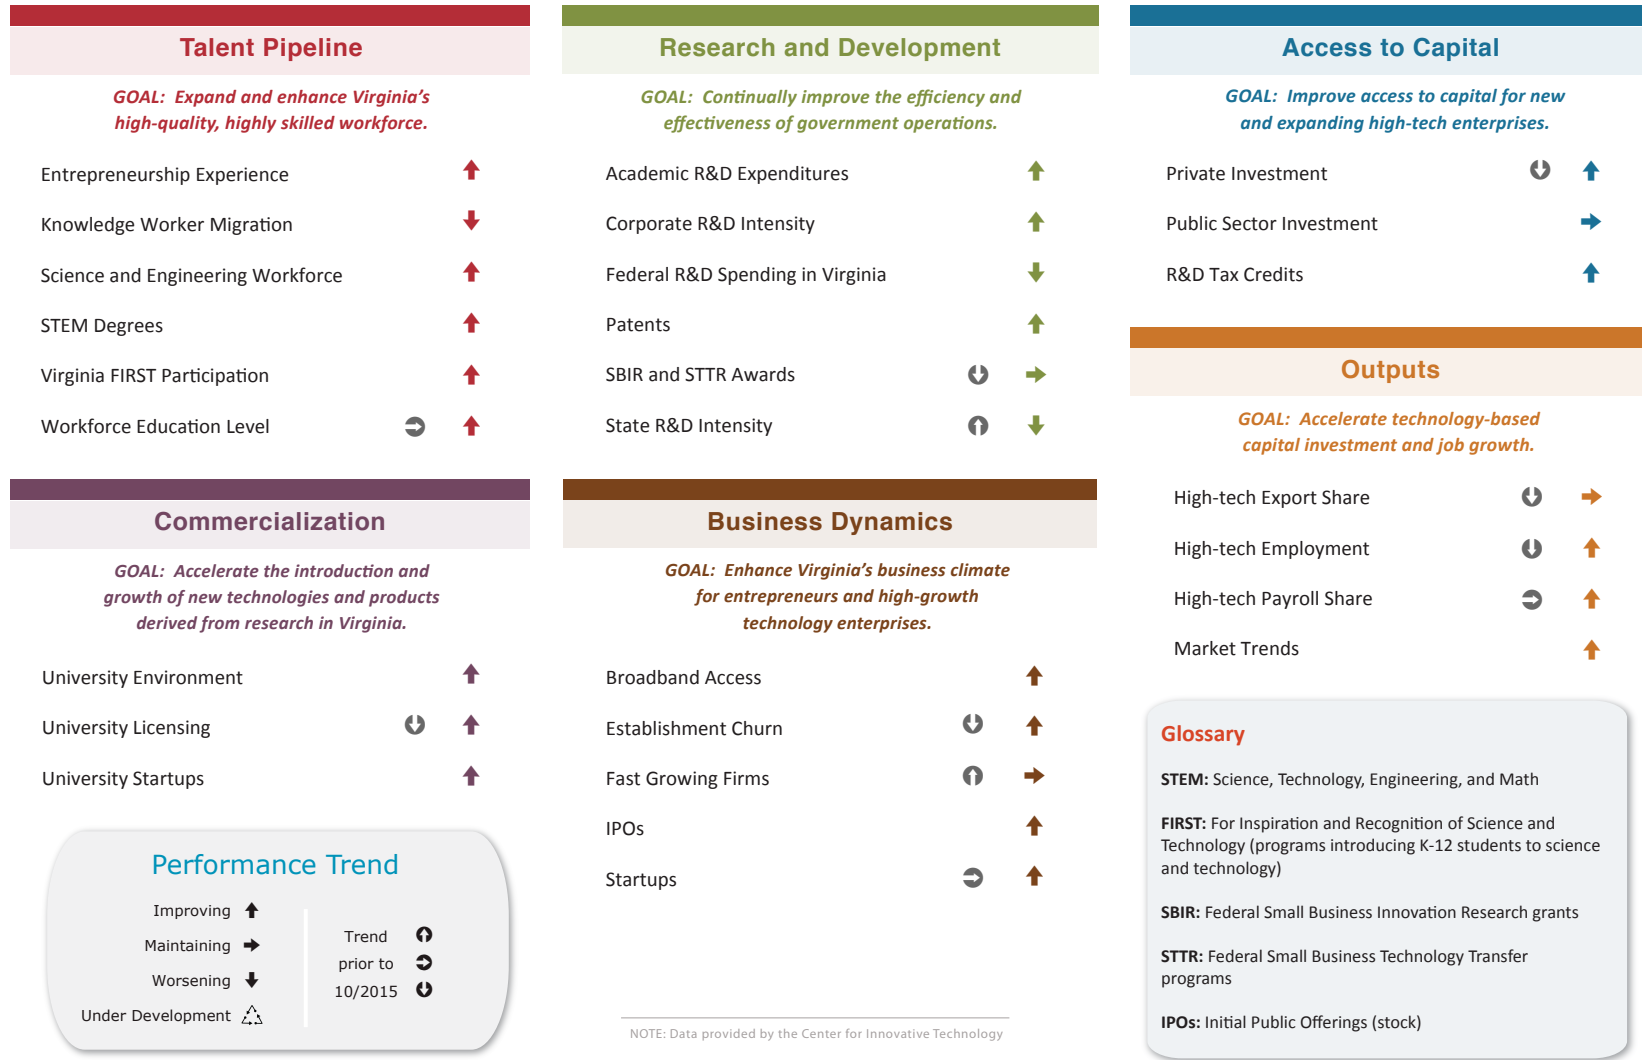 Talent Pipeline
GOAL: Expand and enhance Virginia’s
high-quality, highly skilled workforce.
Entrepreneurship Experience
Knowledge Worker Migration
Science and Engineering Workforce
STEM Degrees
Virginia FIRST Participation
Workforce Education Level
Research and Development
GOAL: Continually improve the efficiency and
effectiveness of government operations.
Academic R&D Expenditures
Corporate R&D Intensity
Federal R&D Spending in Virginia
Patents
SBIR and STTR Awards
State R&D Intensity
Access to Capital
GOAL: Improve access to capital for new
and expanding high-tech enterprises.
Private Investment
Public Sector Investment
R&D Tax Credits
Outputs
GOAL: Accelerate technology-based
capital investment and job growth.
High-tech Export Share
High-tech Employment
High-tech Payroll Share
Market Trends
Commercialization
GOAL: Accelerate the introduction and
growth of new technologies and products
derived from research in Virginia.
University Environment
University Licensing
University Startups
Business Dynamics
GOAL: Enhance Virginia’s business climate
for entrepreneurs and high-growth
technology enterprises.
Broadband Access
Establishment Churn
Fast Growing Firms
IPOs
Startups
Performance Trend
Improving
Maintaining
Worsening
Under Development
Trend
prior to
10/2015
NOTE: Data provided by the Center for Innovative Technology
Glossary
STEM: Science, Technology, Engineering, and Math
FIRST: For Inspiration and Recognition of Science and
Technology (programs introducing K-12 students to science
and technology)
SBIR: Federal Small Business Innovation Research grants
STTR: Federal Small Business Technology Transfer
programs
IPOs: Initial Public Offerings (stock)